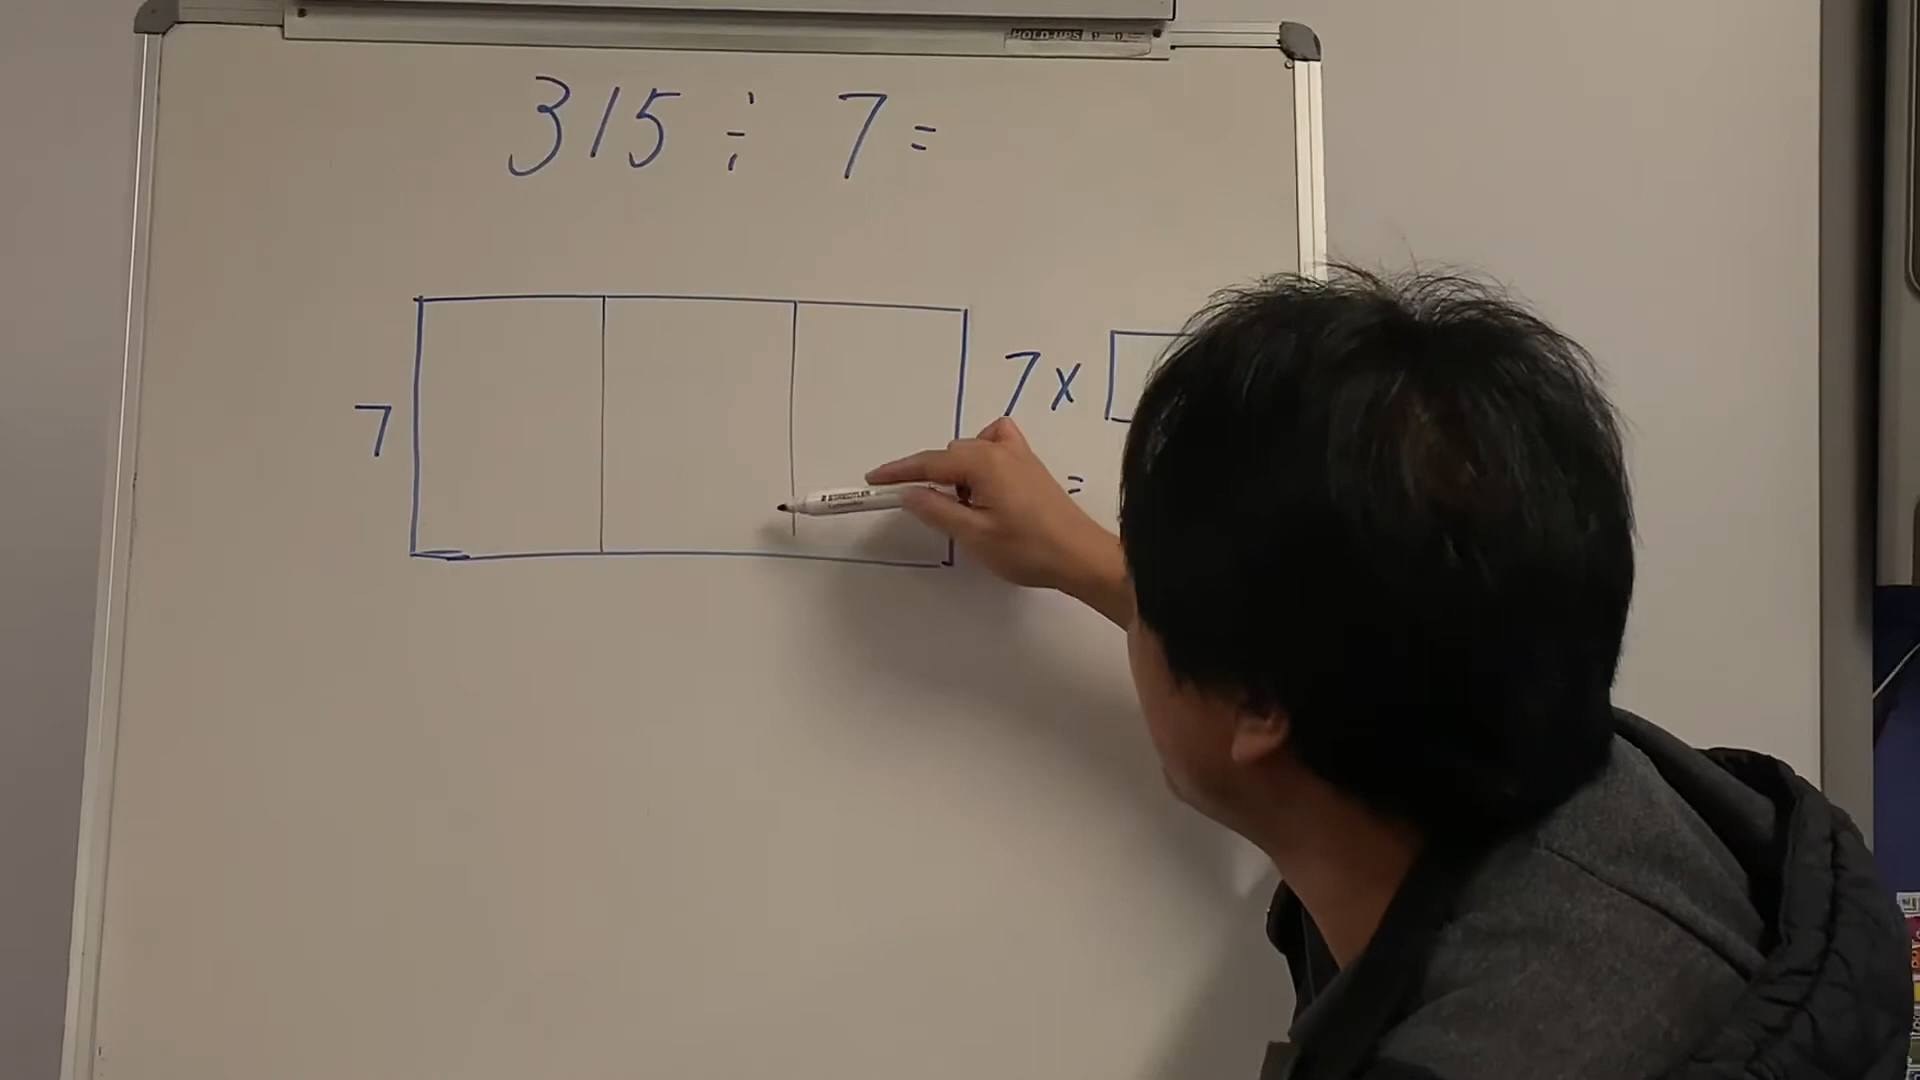 HOLD-UPS
315 ÷ 7 =
7 x
7
=
STAEDTLER